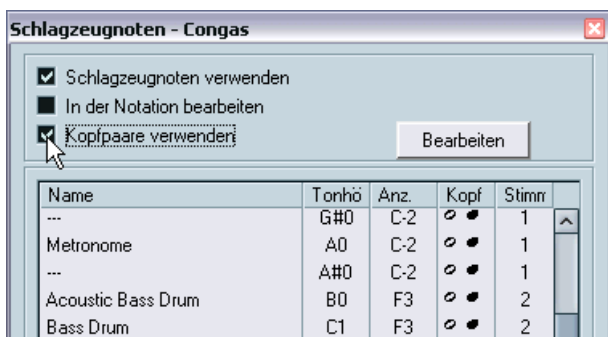 Schlagzeugnoten - Congas
Schlagzeugnoten verwenden
In der Notation bearbeiten
Kopfpaare verwenden
Bearbeiten
Name Tonhö Anz. Kopf Stimm
--- G#0 C-2 1
Metronome A0 C-2 1
--- A#0 C-2 1
Acoustic Bass Drum B0 F3 2
Bass Drum C1 F3 2